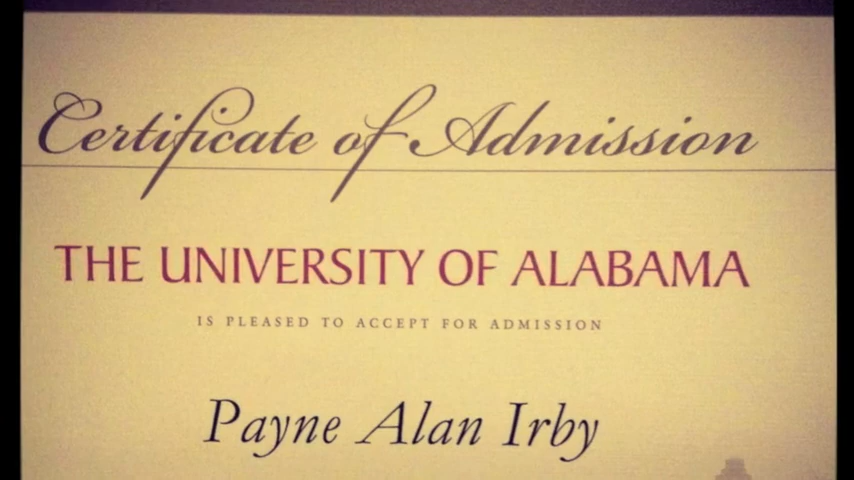 Certificate of Admission
THE UNIVERSITY OF ALABAMA
IS PLEASED TO ACCEPT FOR ADMISSION
Payne Alan Irby